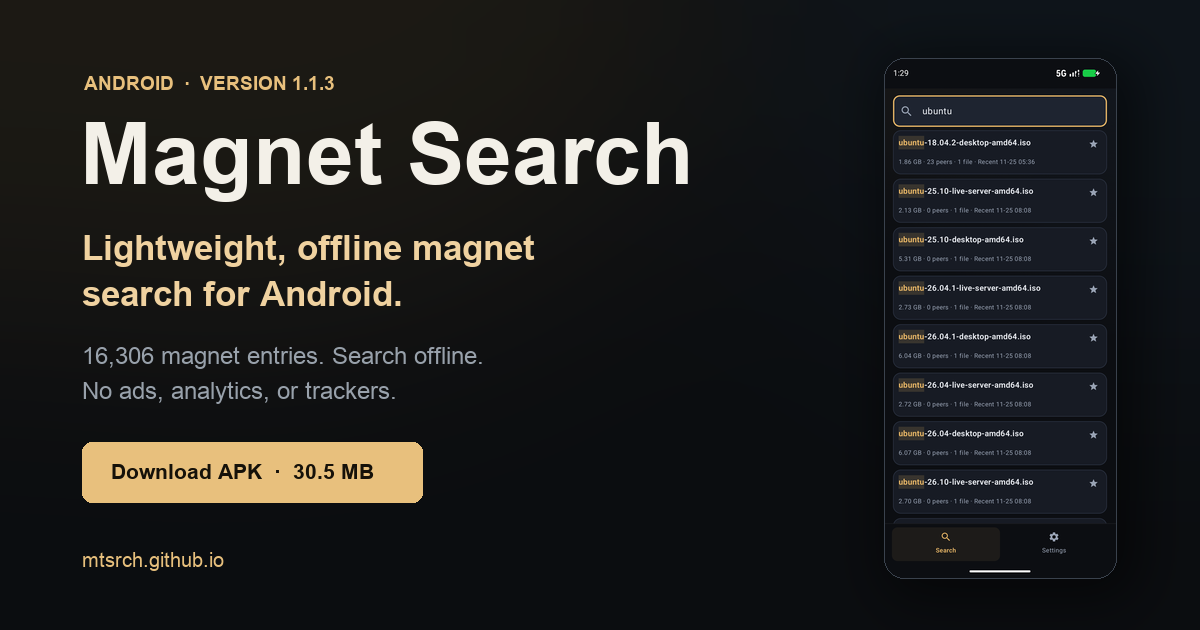 ANDROID · VERSION 1.1.3
Magnet Search
Lightweight, offline magnet
search for Android.
16,306 magnet entries. Search offline.
No ads, analytics, or trackers.
Download APK · 30.5 MB
mtsrch.github.io
1:29
5G
ubuntu
ubuntu-18.04.2-desktop-amd64.iso
1.86 GB · 23 peers · 1 file · Recent 11-25 05:36
ubuntu-25.10-live-server-amd64.iso
2.13 GB · 0 peers · 1 file · Recent 11-25 08:08
ubuntu-25.10-desktop-amd64.iso
5.31 GB · 0 peers · 1 file · Recent 11-25 08:08
ubuntu-26.04.1-live-server-amd64.iso
2.73 GB · 0 peers · 1 file · Recent 11-25 08:08
ubuntu-26.04.1-desktop-amd64.iso
6.04 GB · 0 peers · 1 file · Recent 11-25 08:08
ubuntu-26.04-live-server-amd64.iso
2.72 GB · 0 peers · 1 file · Recent 11-25 08:08
ubuntu-26.04-desktop-amd64.iso
6.07 GB · 0 peers · 1 file · Recent 11-25 08:08
ubuntu-26.10-live-server-amd64.iso
2.70 GB · 0 peers · 1 file · Recent 11-25 08:08
Search
Settings